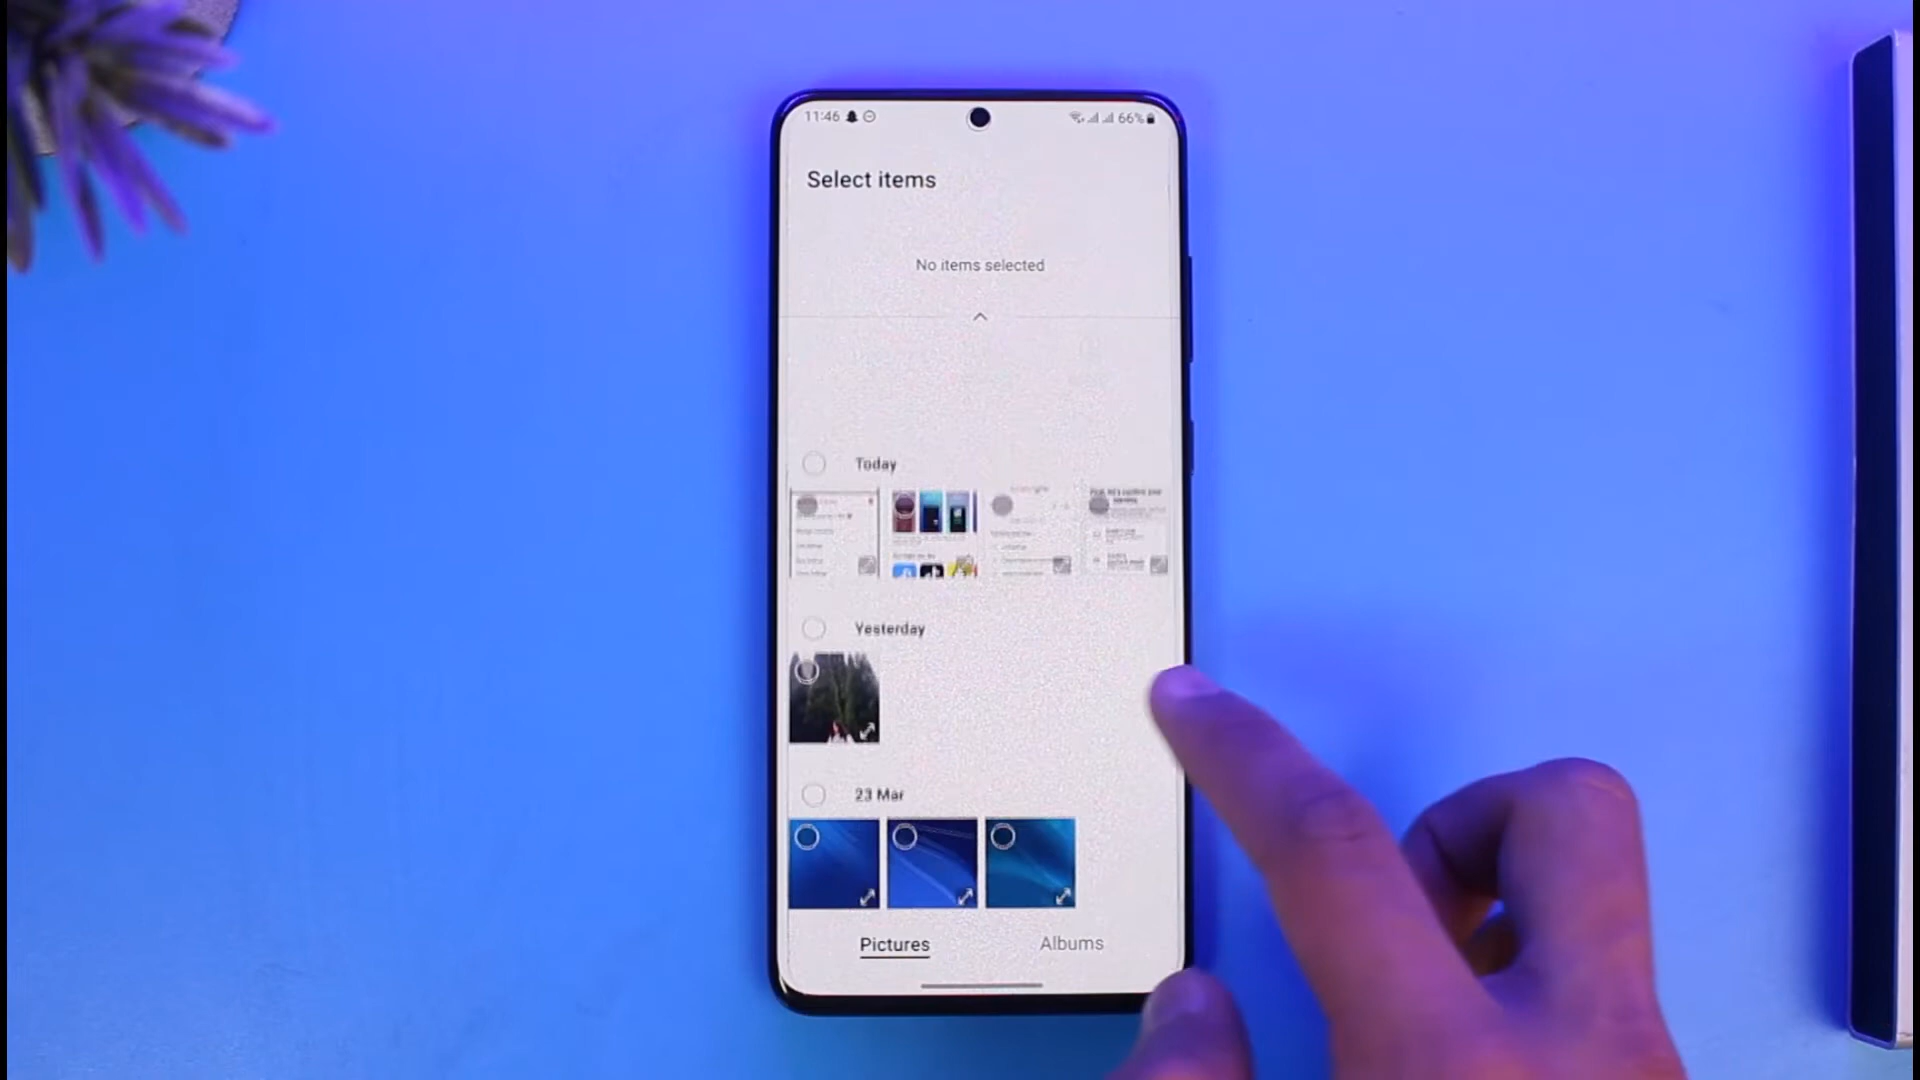 11:46
66%
Select items
No items selected
Today
Yesterday
23 Mar
Pictures
Albums